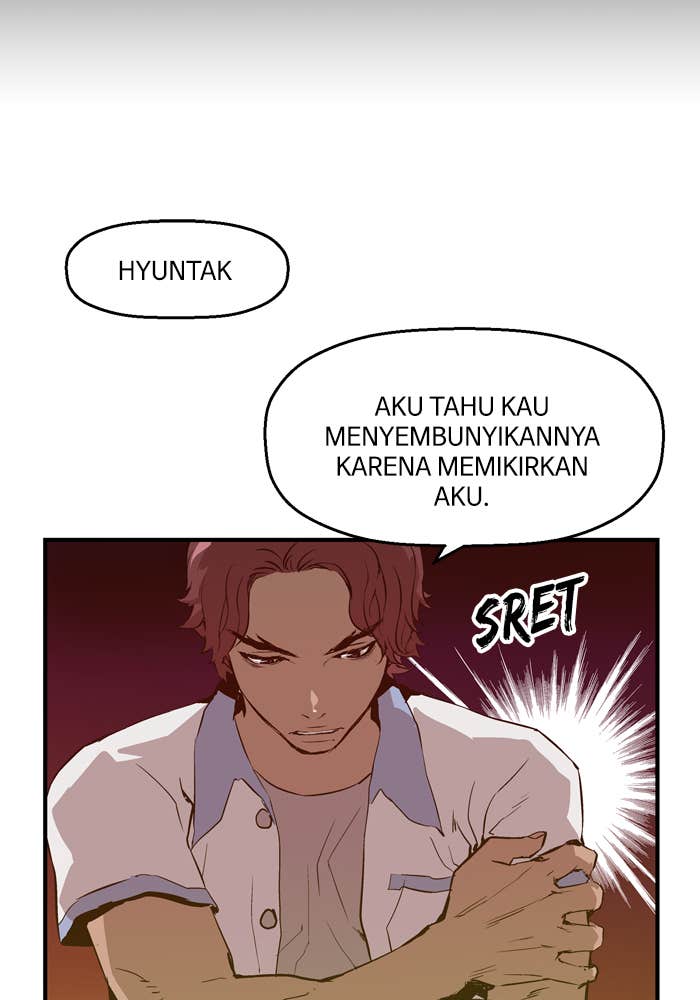 HYUNTAK
AKU TAHU KAU
MENYEMBUNYIKANNYA
KARENA MEMIKIRKAN
AKU.
SRET